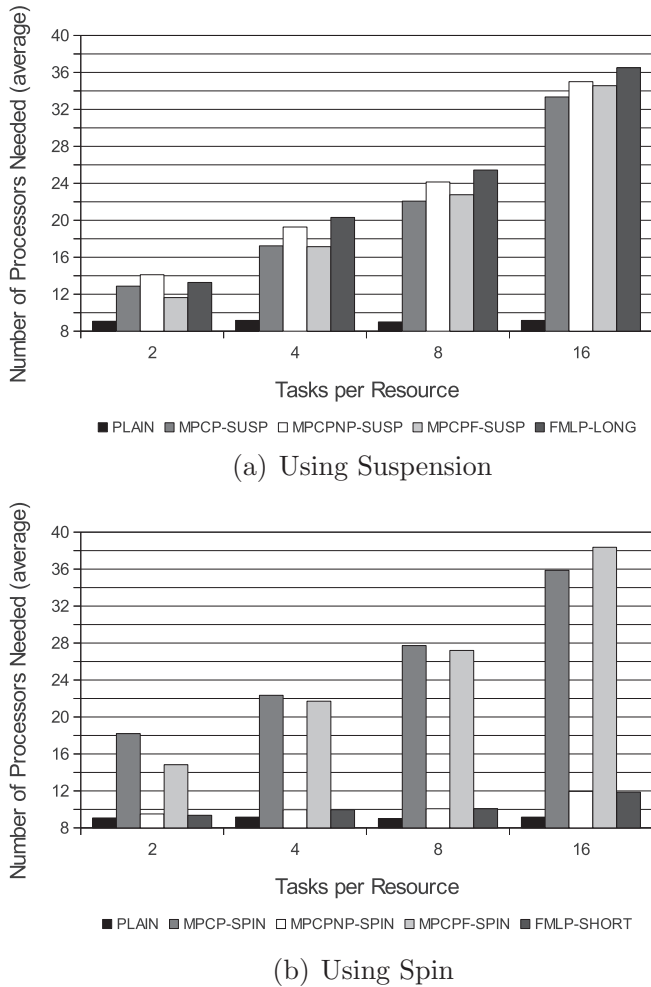 Number of Processors Needed (average)
40
36
32
28
24
20
16
12
8
2 4 8 16
Tasks per Resource
PLAIN MPCP-SUSP MPCPNP-SUSP MPCPF-SUSP FMLP-LONG
(a) Using Suspension
Number of Processors Needed (average)
40
36
32
28
24
20
16
12
8
2 4 8 16
Tasks per Resource
PLAIN MPCP-SPIN MPCPNP-SPIN MPCPF-SPIN FMLP-SHORT
(b) Using Spin